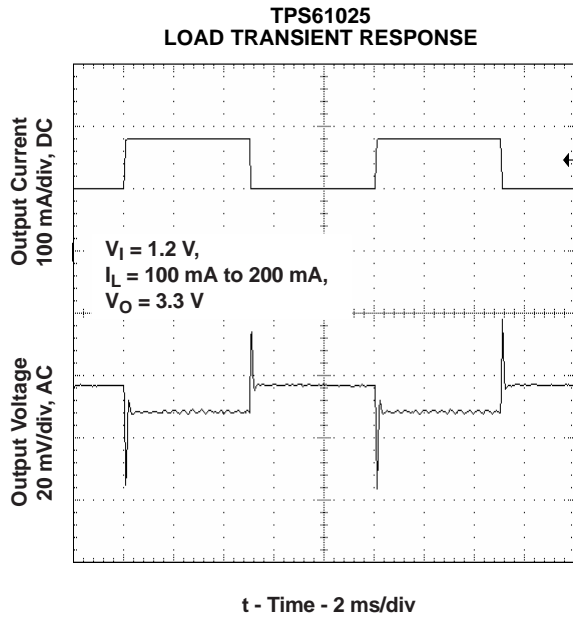 TPS61025
LOAD TRANSIENT RESPONSE
Output Current
100 mA/div, DC
V_I = 1.2 V,
I_L = 100 mA to 200 mA,
V_O = 3.3 V
Output Voltage
20 mV/div, AC
t - Time - 2 ms/div